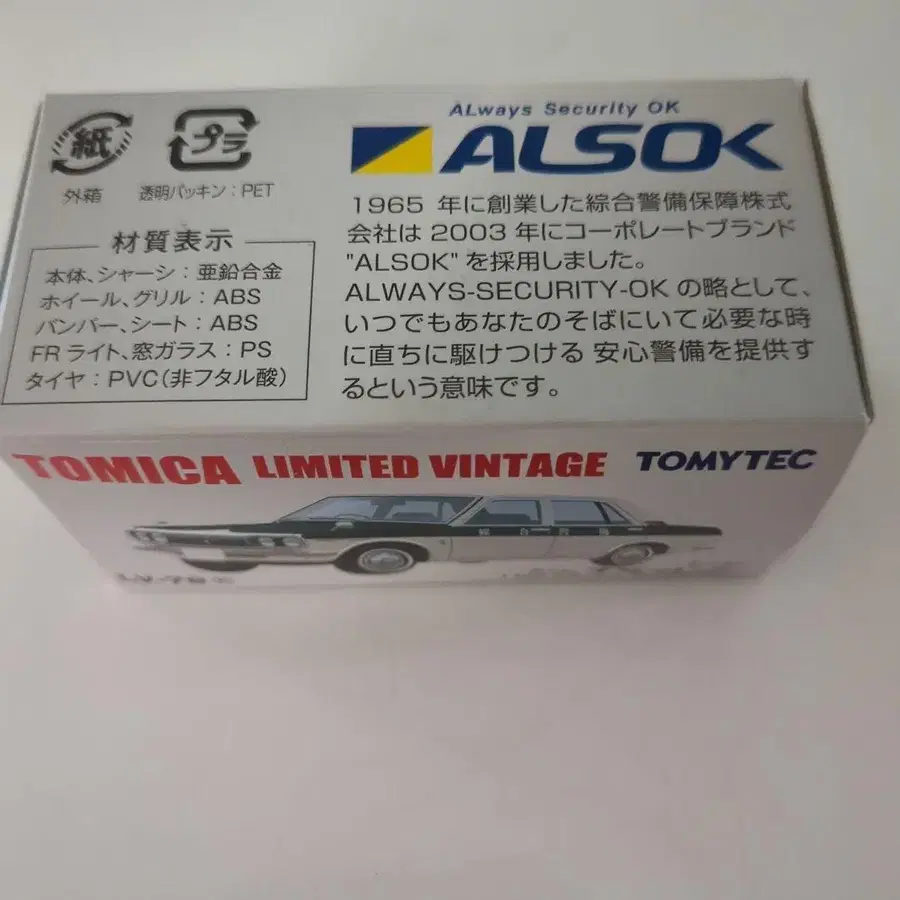 紙
プラ
外箱
透明パッキン：PET
材質表示
本体、シャーシ：亜鉛合金
ホイール、グリル：ABS
バンパー、シート：ABS
FRライト、窓ガラス：PS
タイヤ：PVC（非フタル酸）
ALways Security OK
ALSOK
1965 年に創業した綜合警備保障株式
会社は 2003 年にコーポレートブランド
"ALSOK" を採用しました。
ALWAYS-SECURITY-OK の略として、
いつでもあなたのそばにいて必要な時
に直ちに駆けつける 安心警備を提供す
るという意味です。
TOMICA LIMITED VINTAGE
TOMYTEC